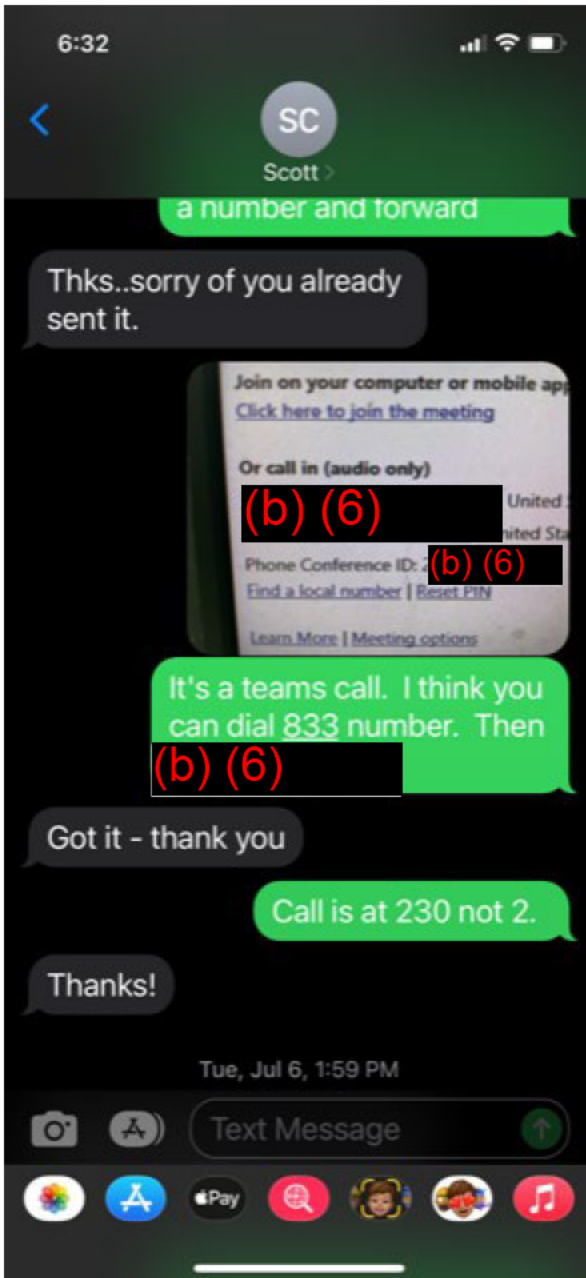 6:32
SC
Scott
a number and forward
Thks..sorry of you already
sent it.
Join on your computer or mobile app
Click here to join the meeting
Or call in (audio only)
(b) (6)
United
nited Sta
Phone Conference ID: 2
(b) (6)
Find a local number | Reset PIN
Learn More | Meeting options
It's a teams call. I think you
can dial 833 number. Then
(b) (6)
Got it - thank you
Call is at 230 not 2.
Thanks!
Tue, Jul 6, 1:59 PM
Text Message
Pay